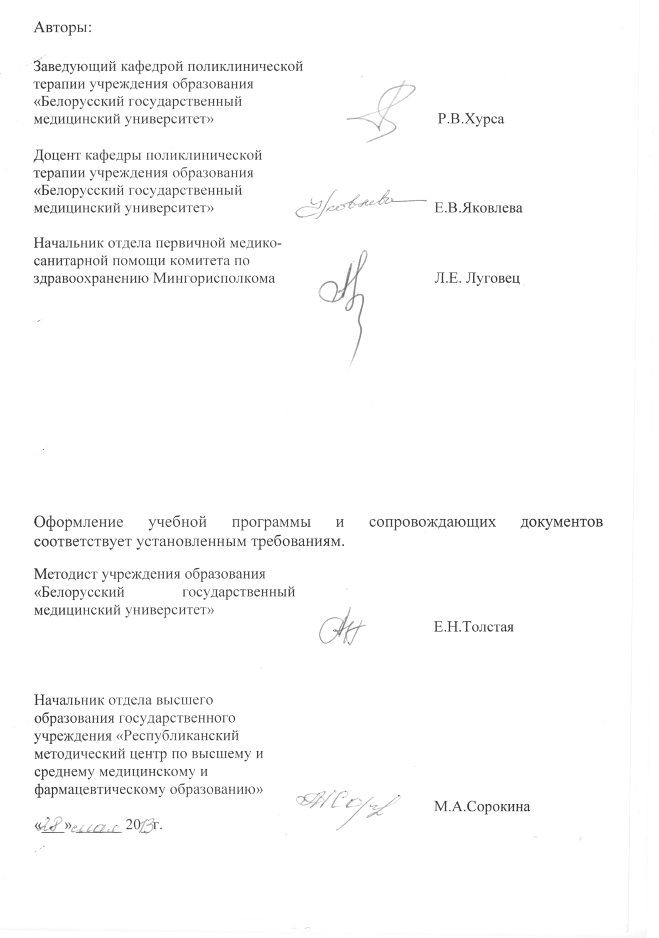 Авторы:
Заведующий кафедрой поликлинической
терапии учреждения образования
«Белорусский государственный
медицинский университет» Р.В.Хурса
Доцент кафедры поликлинической
терапии учреждения образования
«Белорусский государственный
медицинский университет» Яковлева Е.В.Яковлева
Начальник отдела первичной медико-
санитарной помощи комитета по
здравоохранению Мингорисполкома Л.Е. Луговец
Оформление учебной программы и сопровождающих документов
соответствует установленным требованиям.
Методист учреждения образования
«Белорусский государственный
медицинский университет»
Е.Н.Толстая
Начальник отдела высшего
образования государственного
учреждения «Республиканский
методический центр по высшему и
среднему медицинскому и
фармацевтическому образованию»
М.А.Сорокина
«28» мая 2013г.